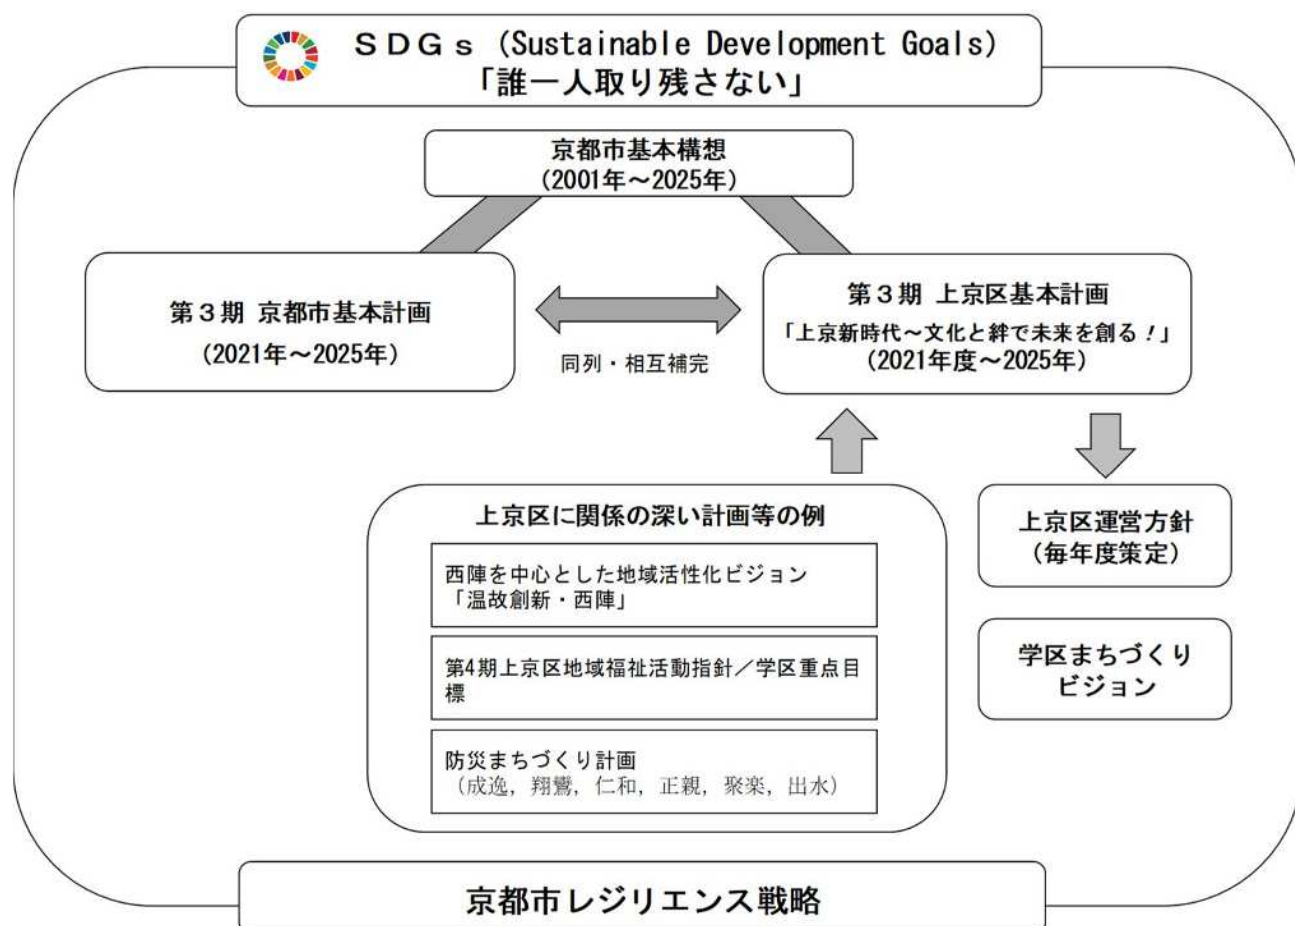 SDGs (Sustainable Development Goals)
「誰一人取り残さない」
京都市基本構想
(2001年~2025年)
第3期 京都市基本計画
(2021年~2025年)
同列・相互補完
第3期 上京区基本計画
「上京新時代~文化と絆で未来を創る!」
(2021年度~2025年)
上京区に関係の深い計画等の例
西陣を中心とした地域活性化ビジョン
「温故創新・西陣」
第4期上京区地域福祉活動指針/学区重点目
標
防災まちづくり計画
(成逸, 翔鸞, 仁和, 正親, 聚楽, 出水)
上京区運営方針
(毎年度策定)
学区まちづくり
ビジョン
京都市レジリエンス戦略